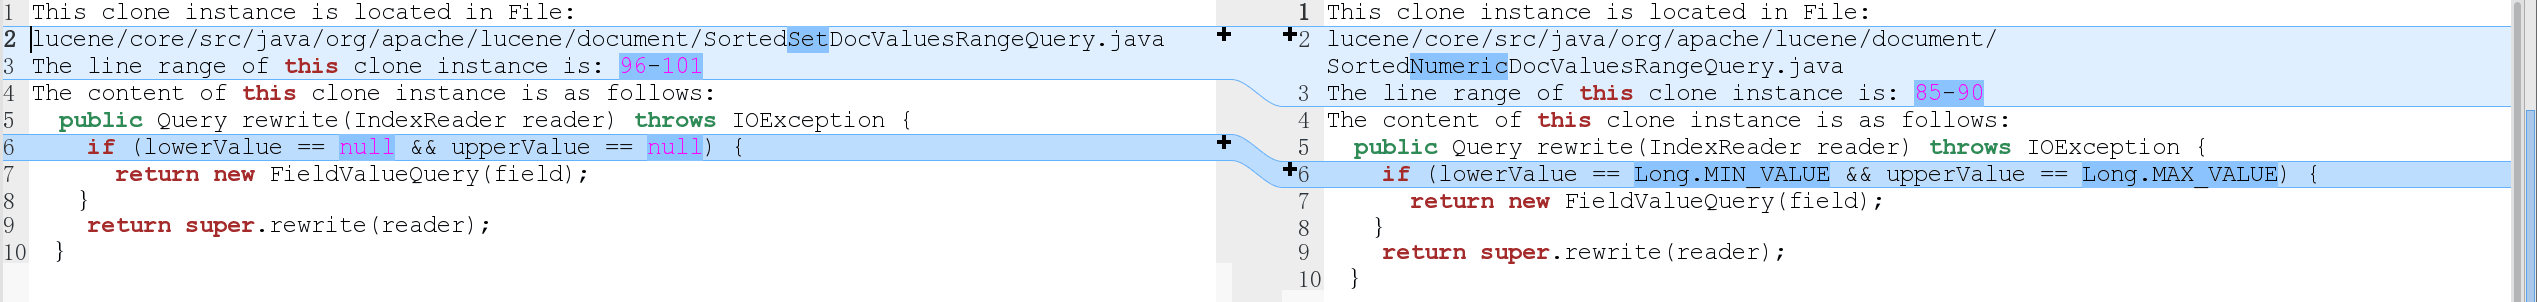 1 This clone instance is located in File:
2 lucene/core/src/java/org/apache/lucene/document/SortedSetDocValuesRangeQuery.java
3 The line range of this clone instance is: 96-101
4 The content of this clone instance is as follows:
5 public Query rewrite(IndexReader reader) throws IOException {
6 if (lowerValue == null && upperValue == null) {
7 return new FieldValueQuery(field);
8 }
9 return super.rewrite(reader);
10 }
1 This clone instance is located in File:
2 lucene/core/src/java/org/apache/lucene/document/
SortedNumericDocValuesRangeQuery.java
3 The line range of this clone instance is: 85-90
4 The content of this clone instance is as follows:
5 public Query rewrite(IndexReader reader) throws IOException {
6 if (lowerValue == Long.MIN_VALUE && upperValue == Long.MAX_VALUE) {
7 return new FieldValueQuery(field);
8 }
9 return super.rewrite(reader);
10 }